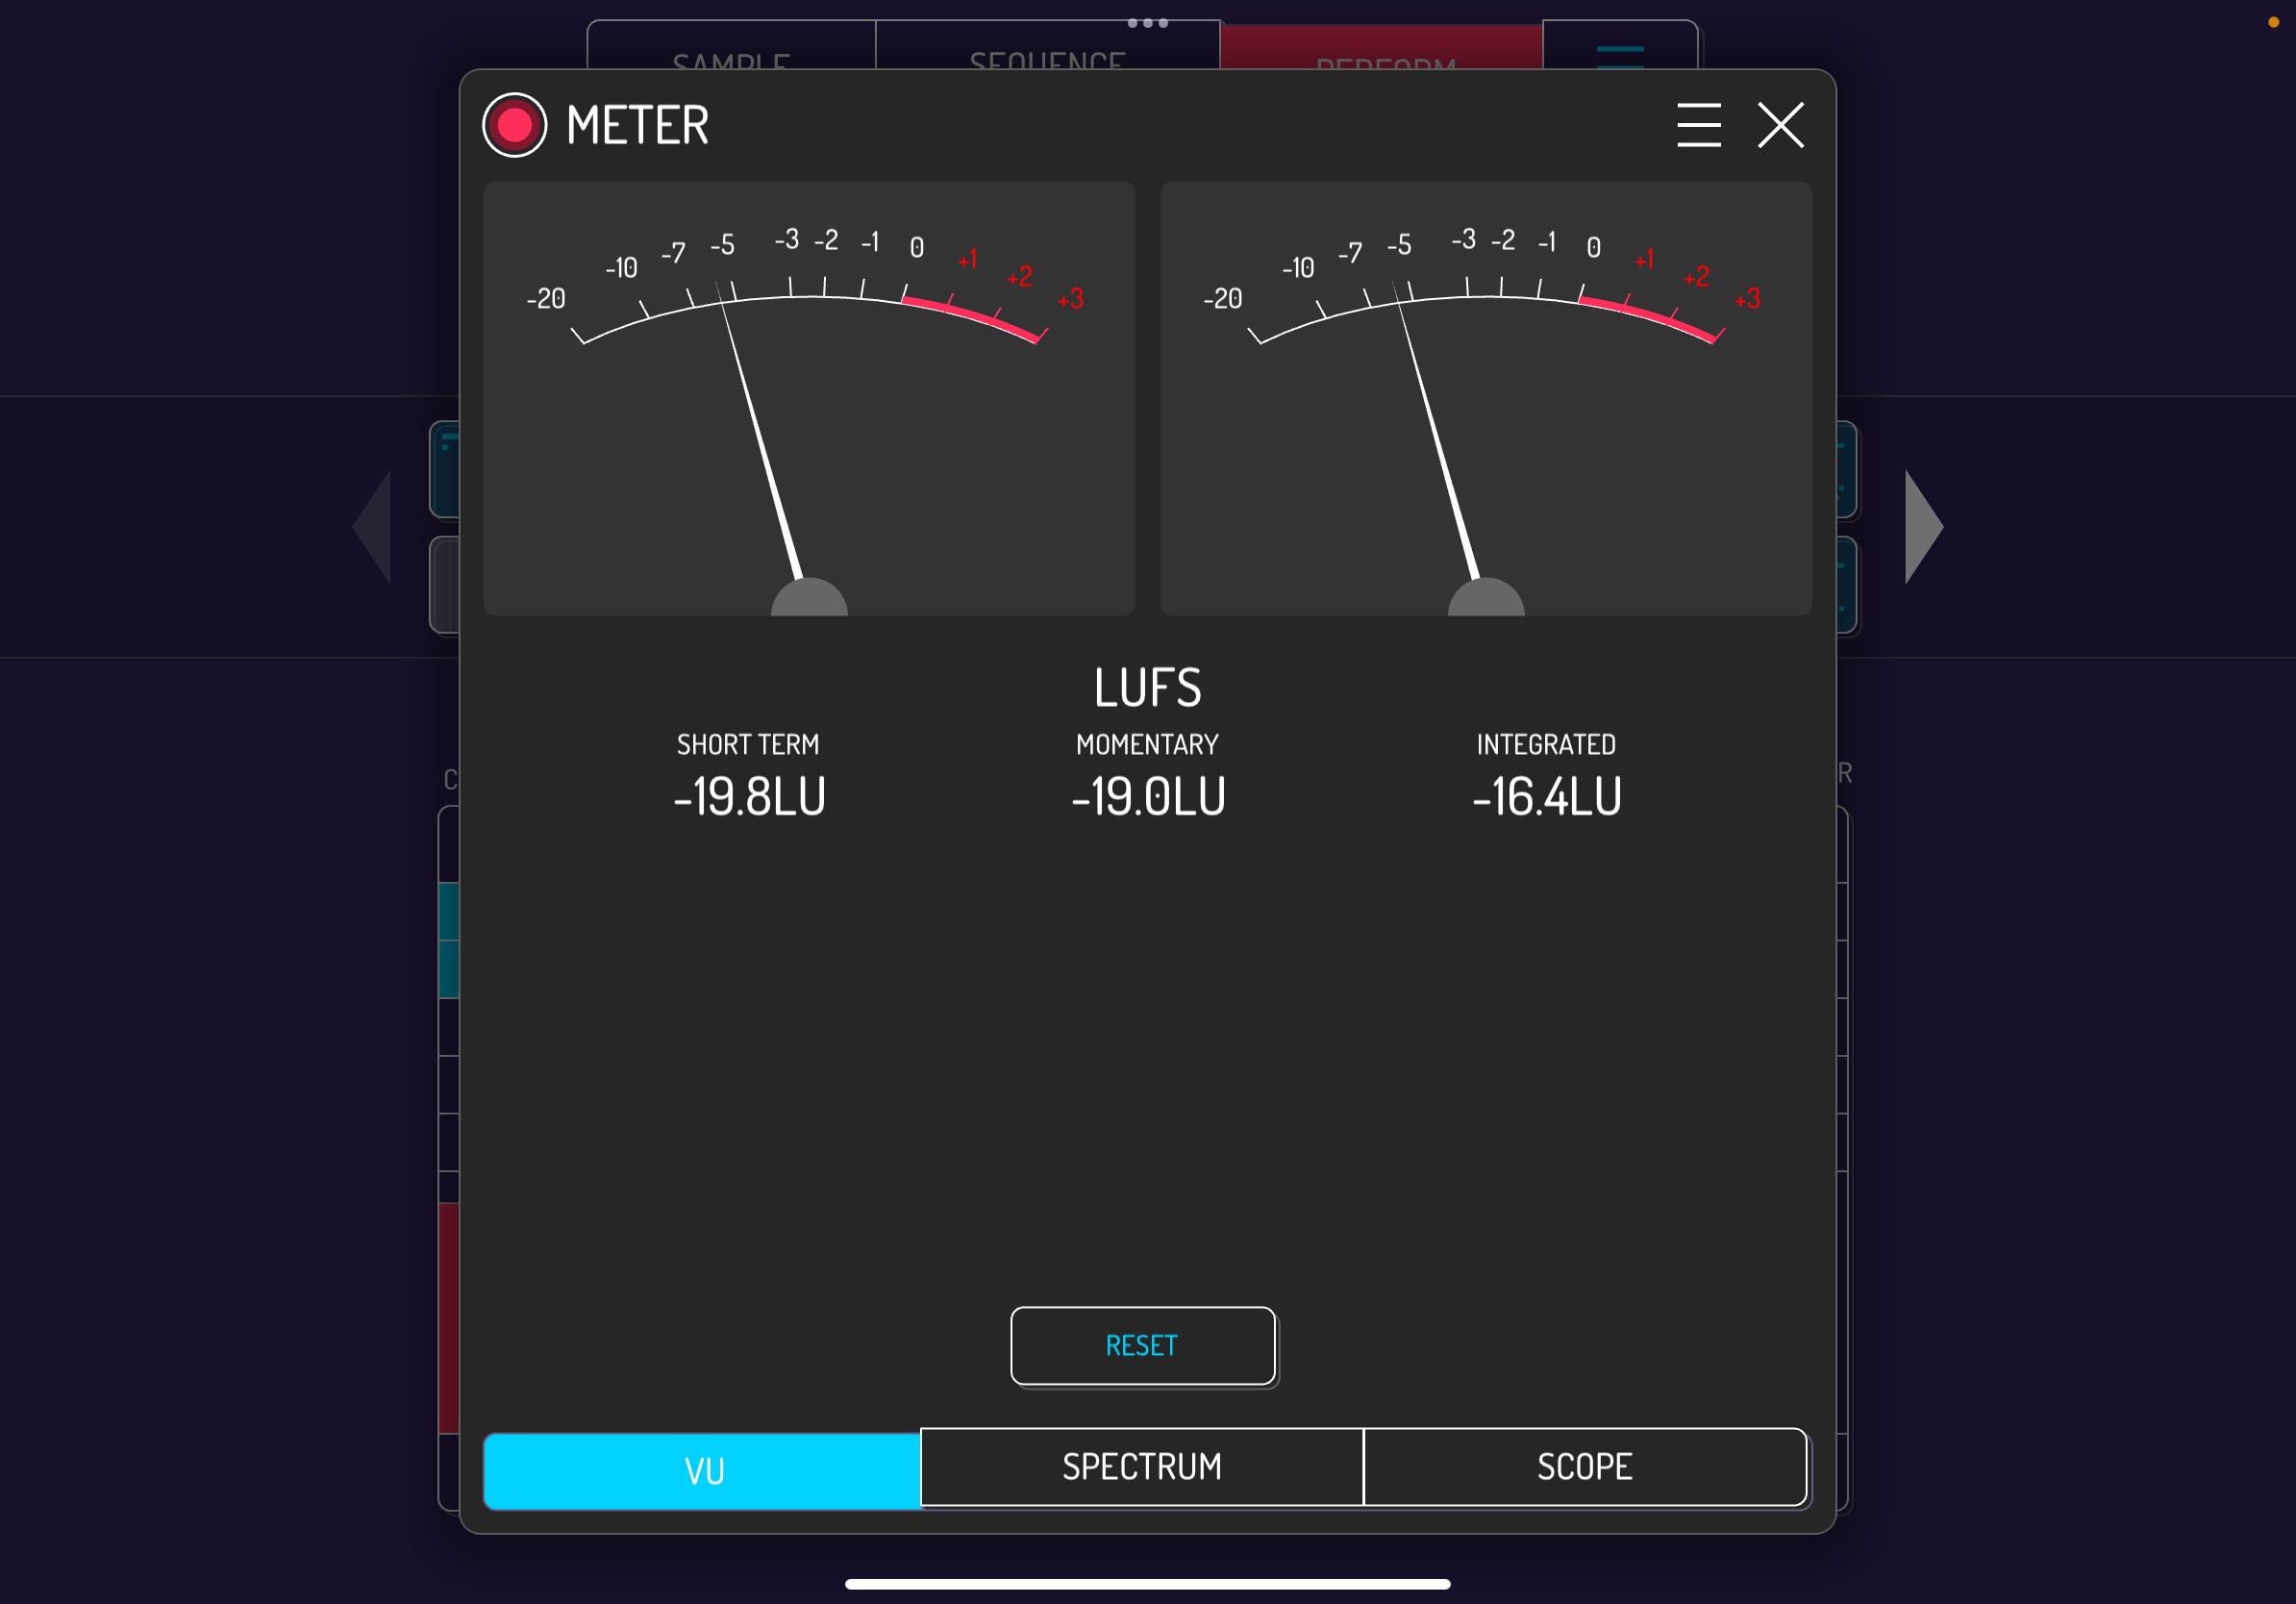 SAMPLE SEQUENCE PERFORM
METER
-20 -10 -7 -5 -3 -2 -1 0 +1 +2 +3
-20 -10 -7 -5 -3 -2 -1 0 +1 +2 +3
LUFS
SHORT TERM MOMENTARY INTEGRATED
-19.8LU -19.0LU -16.4LU
C R
RESET
VU SPECTRUM SCOPE